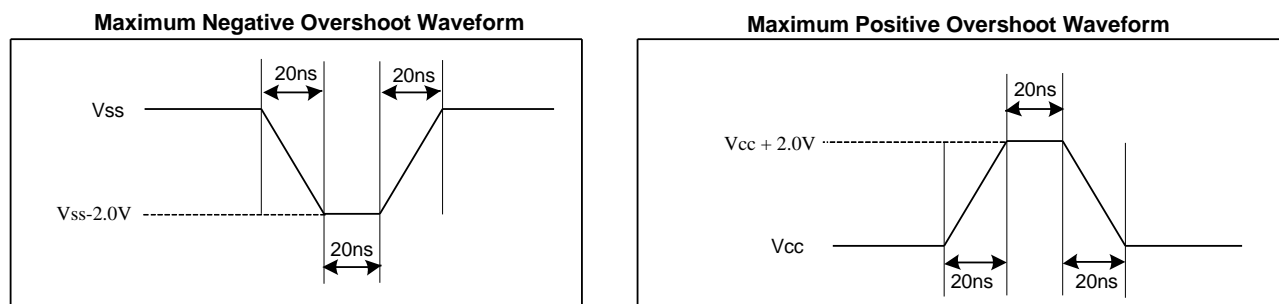 Maximum Negative Overshoot Waveform
20ns
20ns
Vss
Vss-2.0V
20ns
Maximum Positive Overshoot Waveform
20ns
Vcc + 2.0V
Vcc
20ns
20ns